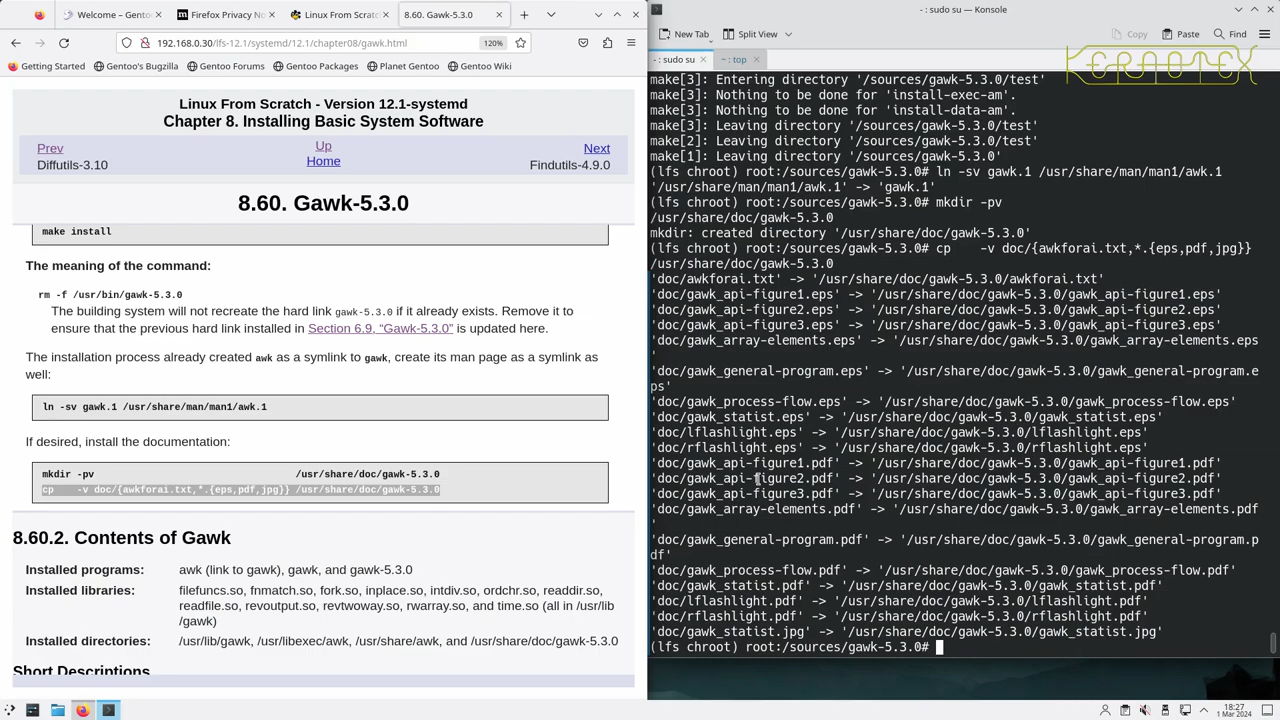 Welcome – Gento
Mozilla Firefox Privacy No
Linux From Scratch
8.60. Gawk-5.3.0
192.168.0.30/lfs-12.1/systemd/12.1/chapter08/gawk.html
120%
Getting Started
Gentoo's Bugzilla
Gentoo Forums
Gentoo Packages
Planet Gentoo
Gentoo Wiki
Linux From Scratch - Version 12.1-systemd
Chapter 8. Installing Basic System Software
Prev
Up
Next
Diffutils-3.10
Home
Findutils-4.9.0
8.60. Gawk-5.3.0
make install
The meaning of the command:
rm -f /usr/bin/gawk-5.3.0
The building system will not recreate the hard link gawk-5.3.0 if it already exists. Remove it to
ensure that the previous hard link installed in Section 6.9, “Gawk-5.3.0” is updated here.
The installation process already created awk as a symlink to gawk, create its man page as a symlink as
well:
ln -sv gawk.1 /usr/share/man/man1/awk.1
If desired, install the documentation:
mkdir -pv /usr/share/doc/gawk-5.3.0
cp -v doc/{awkforai.txt,*.{eps,pdf,jpg}} /usr/share/doc/gawk-5.3.0
8.60.2. Contents of Gawk
Installed programs: awk (link to gawk), gawk, and gawk-5.3.0
Installed libraries: filefuncs.so, fnmatch.so, fork.so, inplace.so, intdiv.so, ordchr.so, readdir.so,
readfile.so, revoutput.so, revtwoway.so, rwarray.so, and time.so (all in /usr/lib
/gawk)
Installed directories: /usr/lib/gawk, /usr/libexec/awk, /usr/share/awk, and /usr/share/doc/gawk-5.3.0
Short Descriptions
- : sudo su — Konsole
New Tab
Split View
Copy
Paste
Find
- : sudo su
~ : top
KERNOTEX
make[3]: Entering directory '/sources/gawk-5.3.0/test'
make[3]: Nothing to be done for 'install-exec-am'.
make[3]: Nothing to be done for 'install-data-am'.
make[3]: Leaving directory '/sources/gawk-5.3.0/test'
make[2]: Leaving directory '/sources/gawk-5.3.0/test'
make[1]: Leaving directory '/sources/gawk-5.3.0'
(lfs chroot) root:/sources/gawk-5.3.0# ln -sv gawk.1 /usr/share/man/man1/awk.1
'/usr/share/man/man1/awk.1' -> 'gawk.1'
(lfs chroot) root:/sources/gawk-5.3.0# mkdir -pv
/usr/share/doc/gawk-5.3.0
mkdir: created directory '/usr/share/doc/gawk-5.3.0'
(lfs chroot) root:/sources/gawk-5.3.0# cp -v doc/{awkforai.txt,*.{eps,pdf,jpg}}
/usr/share/doc/gawk-5.3.0
'doc/awkforai.txt' -> '/usr/share/doc/gawk-5.3.0/awkforai.txt'
'doc/gawk_api-figure1.eps' -> '/usr/share/doc/gawk-5.3.0/gawk_api-figure1.eps'
'doc/gawk_api-figure2.eps' -> '/usr/share/doc/gawk-5.3.0/gawk_api-figure2.eps'
'doc/gawk_api-figure3.eps' -> '/usr/share/doc/gawk-5.3.0/gawk_api-figure3.eps'
'doc/gawk_array-elements.eps' -> '/usr/share/doc/gawk-5.3.0/gawk_array-elements.eps
'
'doc/gawk_general-program.eps' -> '/usr/share/doc/gawk-5.3.0/gawk_general-program.e
ps'
'doc/gawk_process-flow.eps' -> '/usr/share/doc/gawk-5.3.0/gawk_process-flow.eps'
'doc/gawk_statist.eps' -> '/usr/share/doc/gawk-5.3.0/gawk_statist.eps'
'doc/lflashlight.eps' -> '/usr/share/doc/gawk-5.3.0/lflashlight.eps'
'doc/rflashlight.eps' -> '/usr/share/doc/gawk-5.3.0/rflashlight.eps'
'doc/gawk_api-figure1.pdf' -> '/usr/share/doc/gawk-5.3.0/gawk_api-figure1.pdf'
'doc/gawk_api-figure2.pdf' -> '/usr/share/doc/gawk-5.3.0/gawk_api-figure2.pdf'
'doc/gawk_api-figure3.pdf' -> '/usr/share/doc/gawk-5.3.0/gawk_api-figure3.pdf'
'doc/gawk_array-elements.pdf' -> '/usr/share/doc/gawk-5.3.0/gawk_array-elements.pdf
'
'doc/gawk_general-program.pdf' -> '/usr/share/doc/gawk-5.3.0/gawk_general-program.p
df'
'doc/gawk_process-flow.pdf' -> '/usr/share/doc/gawk-5.3.0/gawk_process-flow.pdf'
'doc/gawk_statist.pdf' -> '/usr/share/doc/gawk-5.3.0/gawk_statist.pdf'
'doc/lflashlight.pdf' -> '/usr/share/doc/gawk-5.3.0/lflashlight.pdf'
'doc/rflashlight.pdf' -> '/usr/share/doc/gawk-5.3.0/rflashlight.pdf'
'doc/gawk_statist.jpg' -> '/usr/share/doc/gawk-5.3.0/gawk_statist.jpg'
(lfs chroot) root:/sources/gawk-5.3.0#
18:27
1 Mar 2024